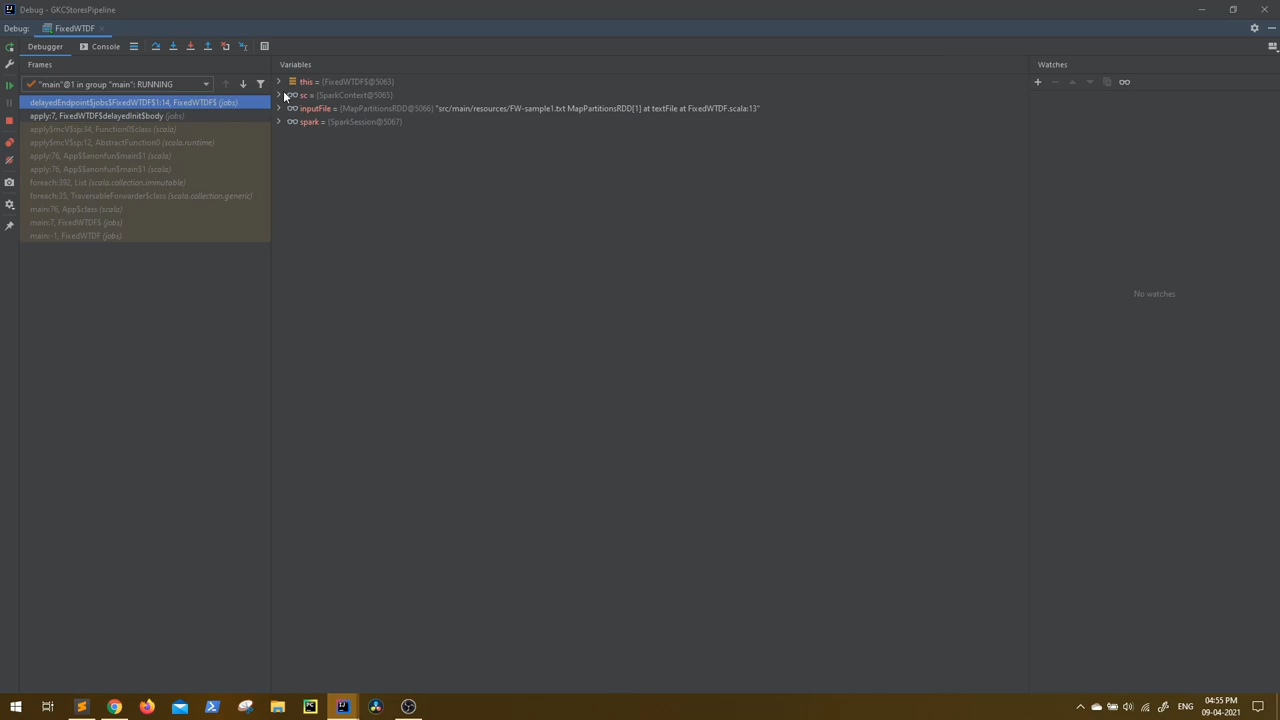 Debug - GKCStoresPipeline
Debug: FixedWTDF
Debugger Console
Frames
"main"@1 in group "main": RUNNING
delayedEndpoint$jobs$FixedWTDF$1:14, FixedWTDF$ (jobs)
apply:7, FixedWTDF$delayedInit$body (jobs)
apply$mcV$sp:34, Function0$class (scala)
apply$mcV$sp:12, AbstractFunction0 (scala.runtime)
apply:76, App$$anonfun$main$1 (scala)
apply:76, App$$anonfun$main$1 (scala)
foreach:392, List (scala.collection.immutable)
foreach:35, TraversableForwarder$class (scala.collection.generic)
main:76, App$class (scala)
main:7, FixedWTDF$ (jobs)
main:-1, FixedWTDF (jobs)
Variables
this = {FixedWTDF$@5063}
sc = {SparkContext@5065}
inputFile = {MapPartitionsRDD@5066} "src/main/resources/FW-sample1.txt MapPartitionsRDD[1] at textFile at FixedWTDF.scala:13"
spark = {SparkSession@5067}
Watches
No watches
ENG
04:55 PM
09-04-2021